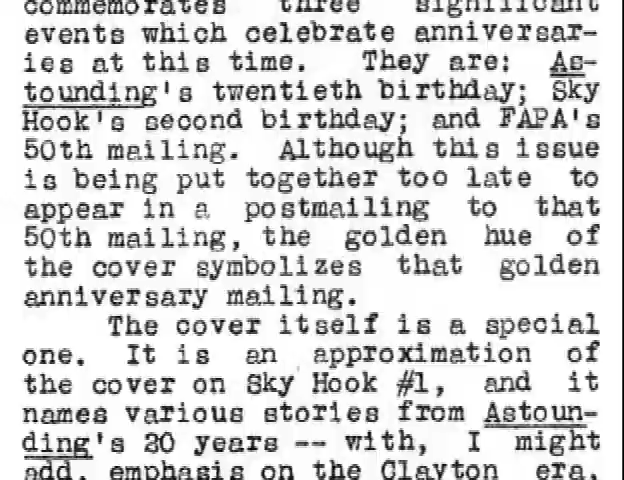 commemorates three significant
events which celebrate anniversar-
ies at this time. They are: As-
tounding's twentieth birthday; Sky
Hook's second birthday; and FAPA's
50th mailing. Although this issue
is being put together too late to
appear in a postmailing to that
50th mailing, the golden hue of
the cover symbolizes that golden
anniversary mailing.
The cover itself is a special
one. It is an approximation of
the cover on Sky Hook #1, and it
names various stories from Astoun-
ding's 20 years -- with, I might
add, emphasis on the Clayton era.